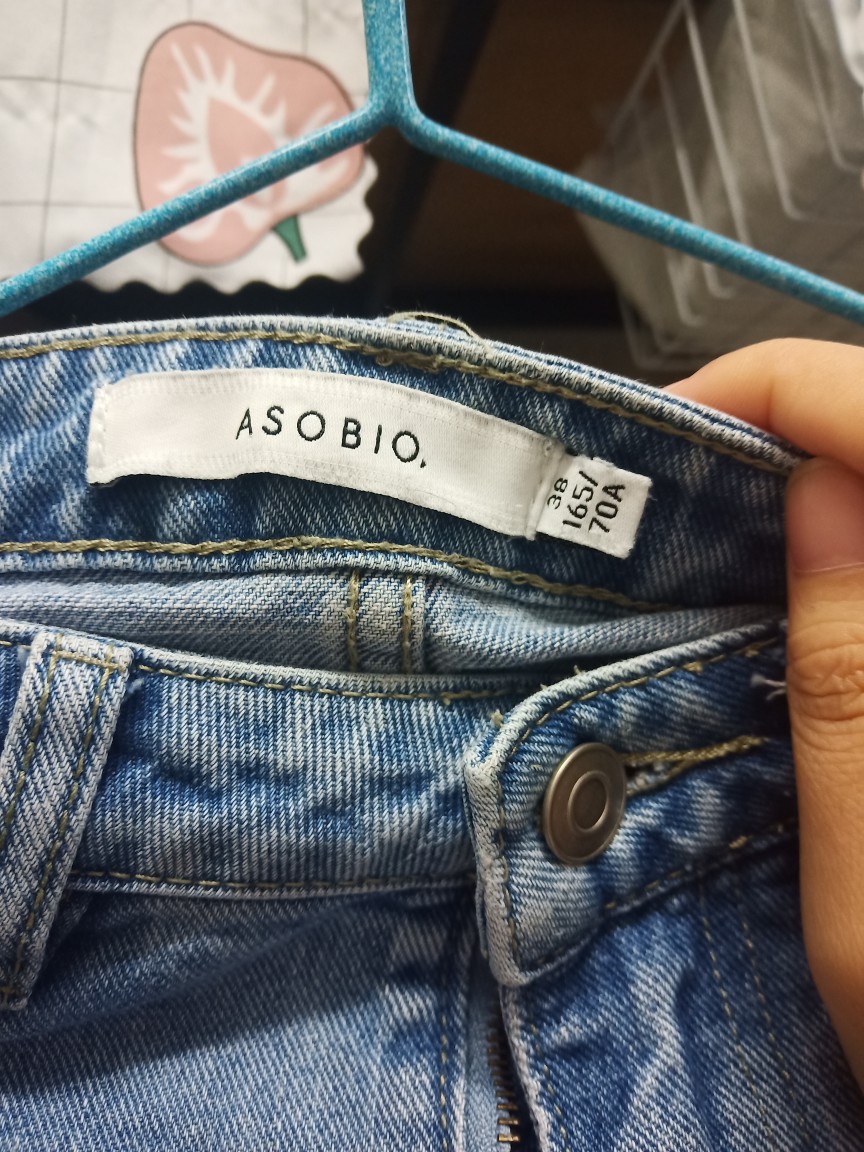 ASOBIO.
38
165/
70A